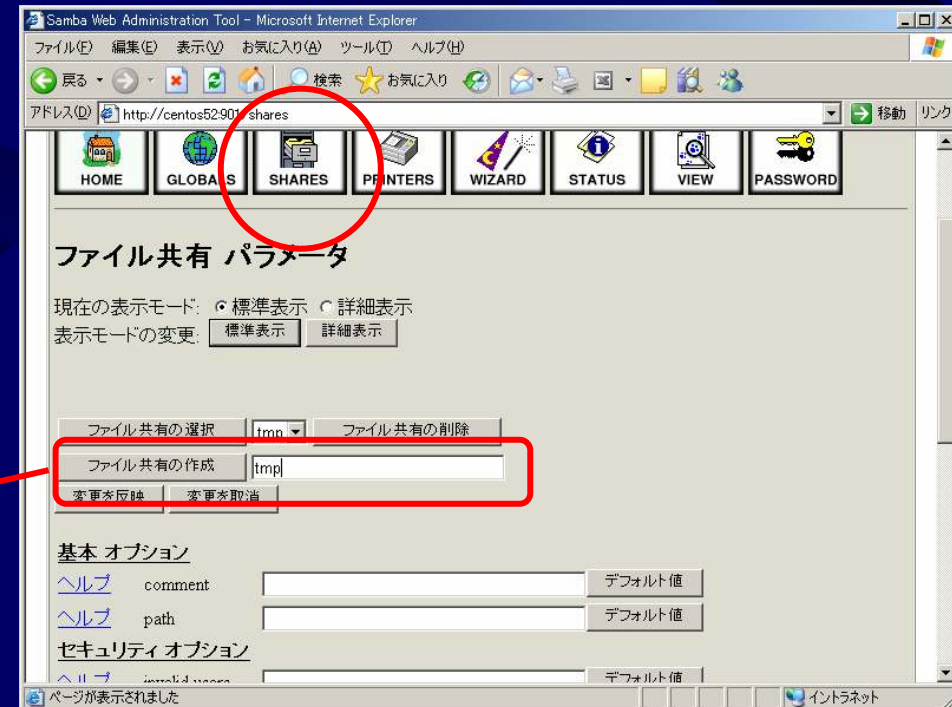 Samba Web Administration Tool - Microsoft Internet Explorer
ファイル(F) 編集(E) 表示(V) お気に入り(A) ツール(T) ヘルプ(H)
戻る 検索 お気に入り
アドレス(D) http://centos52:901/shares 移動 リンク
HOME GLOBALS SHARES PRINTERS WIZARD STATUS VIEW PASSWORD
ファイル共有 パラメータ
現在の表示モード: 標準表示 詳細表示
表示モードの変更: 標準表示 詳細表示
ファイル共有の選択 tmp ファイル共有の削除
ファイル共有の作成 tmp
変更を反映 変更を取消
基本 オプション
ヘルプ comment デフォルト値
ヘルプ path デフォルト値
セキュリティ オプション
ヘルプ invalid users デフォルト値
ページが表示されました イントラネット